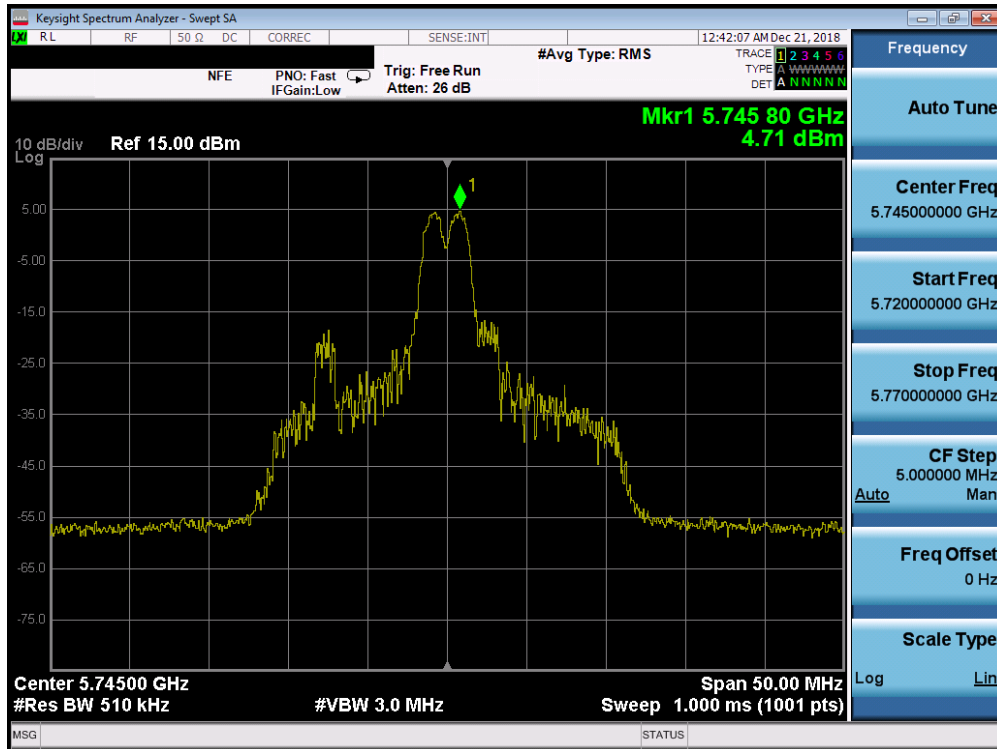 Keysight Spectrum Analyzer - Swept SA
LXI RL RF 50 Ω DC CORREC SENSE:INT 12:42:07 AM Dec 21, 2018
NFE PNO: Fast Trig: Free Run #Avg Type: RMS TRACE 1 2 3 4 5 6
IFGain:Low Atten: 26 dB TYPE A WWWWW
DET A N N N N N
Mkr1 5.745 80 GHz
4.71 dBm
10 dB/div Ref 15.00 dBm
Log
1
5.00
-5.00
-15.0
-25.0
-35.0
-45.0
-55.0
-65.0
-75.0
Center 5.74500 GHz Span 50.00 MHz
#Res BW 510 kHz #VBW 3.0 MHz Sweep 1.000 ms (1001 pts)
MSG STATUS
Frequency
Auto Tune
Center Freq
5.745000000 GHz
Start Freq
5.720000000 GHz
Stop Freq
5.770000000 GHz
CF Step
5.000000 MHz
Auto Man
Freq Offset
0 Hz
Scale Type
Log Lin